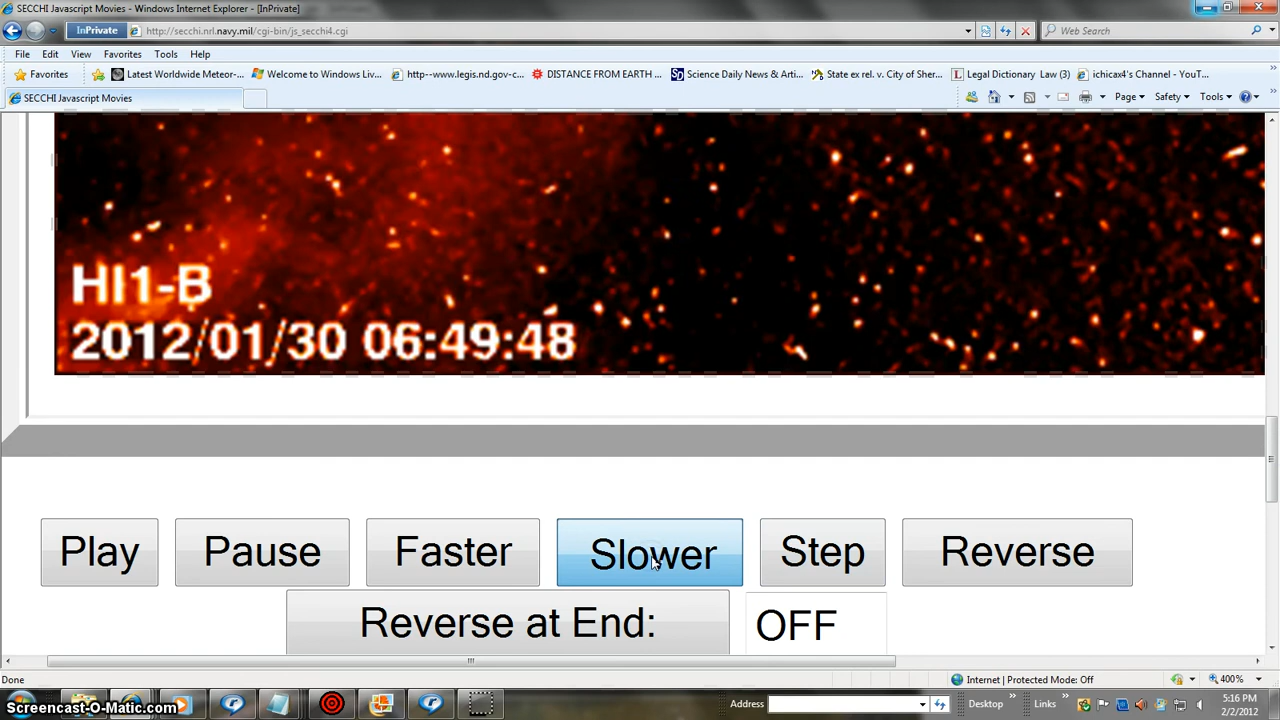 SECCHI Javascript Movies - Windows Internet Explorer - [InPrivate]
InPrivate http://secchi.nrl.navy.mil/cgi-bin/js_secchi4.cgi Web Search
File Edit View Favorites Tools Help
Favorites Latest Worldwide Meteor-... Welcome to Windows Liv... http--www.legis.nd.gov-c... DISTANCE FROM EARTH ... Science Daily News & Arti... State ex rel. v. City of Sher... L Legal Dictionary Law (3) ichicax4's Channel - YouT...
SECCHI Javascript Movies Page Safety Tools
HI1-B
2012/01/30 06:49:48
Play Pause Faster Slower Step Reverse
Reverse at End: OFF
Done Internet | Protected Mode: Off 400%
Address Desktop Links 5:16 PM
Screencast-O-Matic.com 2/2/2012